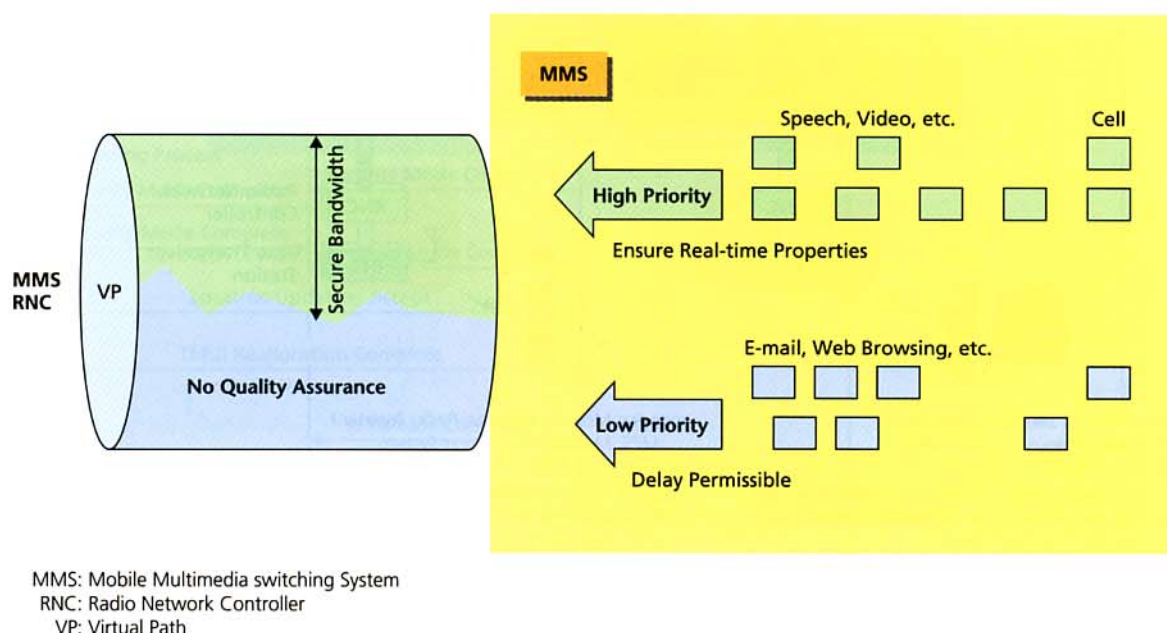 MMS
Speech, Video, etc.
Cell
High Priority
Ensure Real-time Properties
Secure Bandwidth
MMS
RNC
VP
No Quality Assurance
E-mail, Web Browsing, etc.
Low Priority
Delay Permissible
MMS: Mobile Multimedia switching System
RNC: Radio Network Controller
VP: Virtual Path